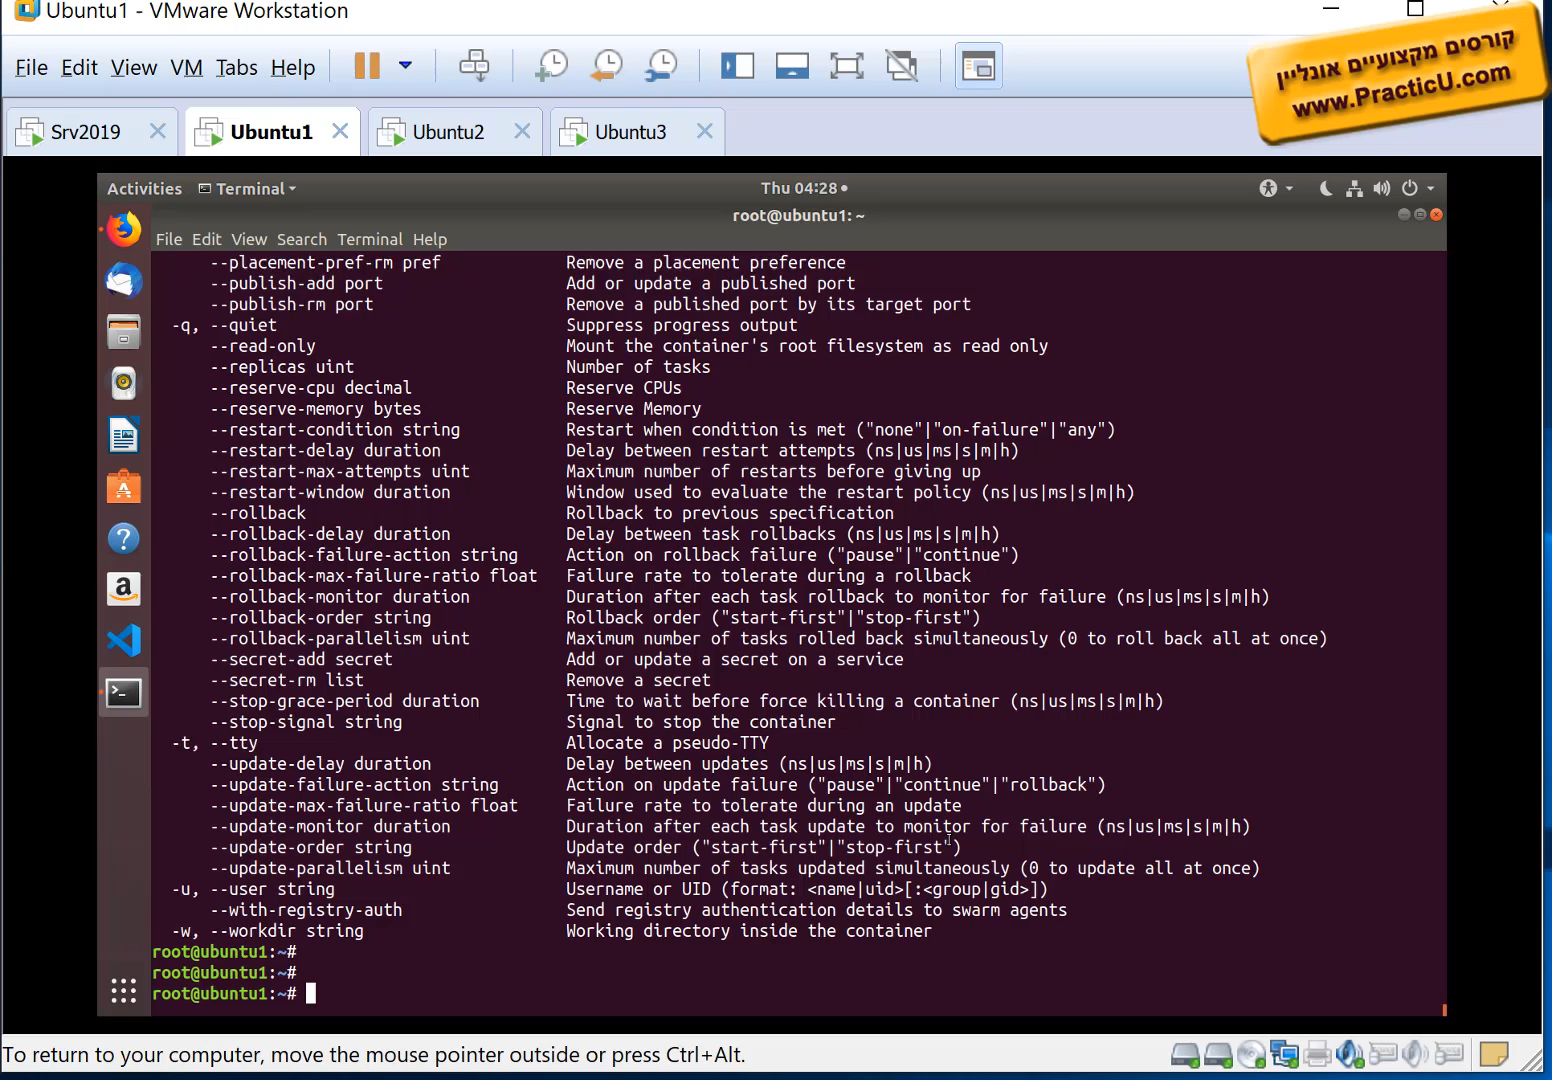 Ubuntu1 - VMware Workstation
File Edit View VM Tabs Help
קורסים מקצועיים אונליין
www.PracticU.com
Srv2019 Ubuntu1 Ubuntu2 Ubuntu3
Activities Terminal Thu 04:28
root@ubuntu1: ~
File Edit View Search Terminal Help
--placement-pref-rm pref Remove a placement preference
--publish-add port Add or update a published port
--publish-rm port Remove a published port by its target port
-q, --quiet Suppress progress output
--read-only Mount the container's root filesystem as read only
--replicas uint Number of tasks
--reserve-cpu decimal Reserve CPUs
--reserve-memory bytes Reserve Memory
--restart-condition string Restart when condition is met ("none"|"on-failure"|"any")
--restart-delay duration Delay between restart attempts (ns|us|ms|s|m|h)
--restart-max-attempts uint Maximum number of restarts before giving up
--restart-window duration Window used to evaluate the restart policy (ns|us|ms|s|m|h)
--rollback Rollback to previous specification
--rollback-delay duration Delay between task rollbacks (ns|us|ms|s|m|h)
--rollback-failure-action string Action on rollback failure ("pause"|"continue")
--rollback-max-failure-ratio float Failure rate to tolerate during a rollback
--rollback-monitor duration Duration after each task rollback to monitor for failure (ns|us|ms|s|m|h)
--rollback-order string Rollback order ("start-first"|"stop-first")
--rollback-parallelism uint Maximum number of tasks rolled back simultaneously (0 to roll back all at once)
--secret-add secret Add or update a secret on a service
--secret-rm list Remove a secret
--stop-grace-period duration Time to wait before force killing a container (ns|us|ms|s|m|h)
--stop-signal string Signal to stop the container
-t, --tty Allocate a pseudo-TTY
--update-delay duration Delay between updates (ns|us|ms|s|m|h)
--update-failure-action string Action on update failure ("pause"|"continue"|"rollback")
--update-max-failure-ratio float Failure rate to tolerate during an update
--update-monitor duration Duration after each task update to monitor for failure (ns|us|ms|s|m|h)
--update-order string Update order ("start-first"|"stop-first")
--update-parallelism uint Maximum number of tasks updated simultaneously (0 to update all at once)
-u, --user string Username or UID (format: <name|uid>[:<group|gid>])
--with-registry-auth Send registry authentication details to swarm agents
-w, --workdir string Working directory inside the container
root@ubuntu1:~#
root@ubuntu1:~#
root@ubuntu1:~#
To return to your computer, move the mouse pointer outside or press Ctrl+Alt.